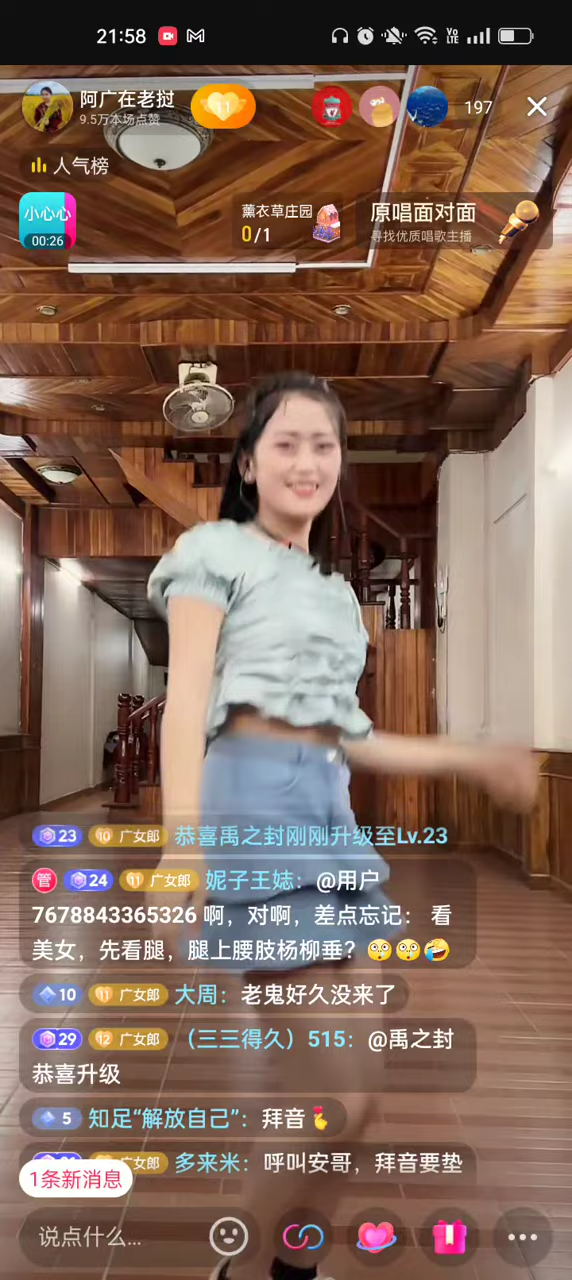 21:58
阿广在老挝
9.5万本场点赞
11
197
人气榜
小心心
00:26
薰衣草庄园
0/1
原唱面对面
寻找优质唱歌主播
23 10 广女郎 恭喜禹之封刚刚升级至Lv.23
管 24 11 广女郎 妮子王妧：@用户
7678843365326 啊，对啊，差点忘记： 看
美女，先看腿，腿上腰肢杨柳垂？
10 11 广女郎 大周：老鬼好久没来了
29 12 广女郎 （三三得久）515：@禹之封
恭喜升级
5 知足“解放自己”：拜音
广女郎 多来米：呼叫安哥，拜音要垫
1条新消息
说点什么...